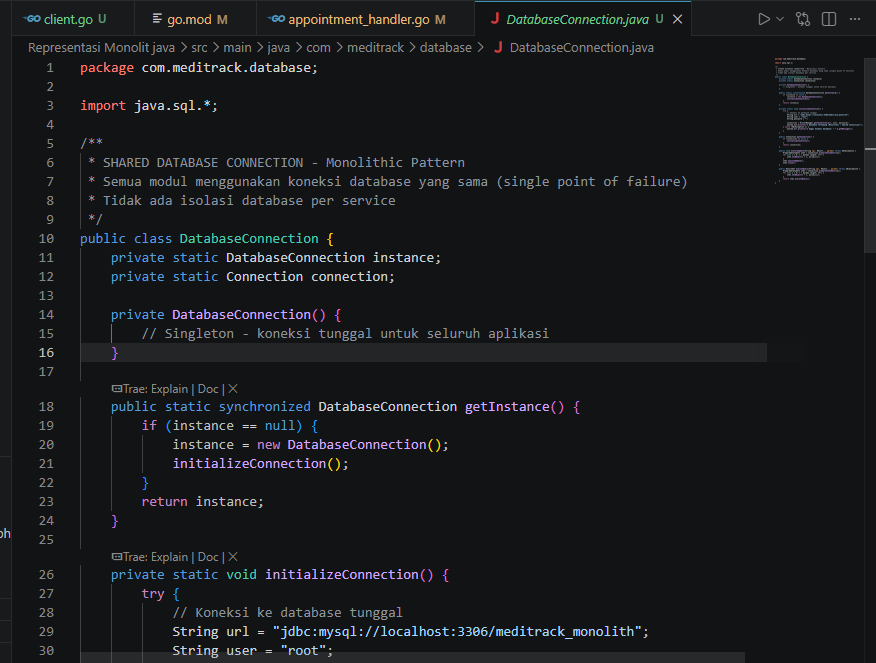 client.go U
go.mod M
appointment_handler.go M
DatabaseConnection.java U
Representasi Monolit java > src > main > java > com > meditrack > database > DatabaseConnection.java
1 package com.meditrack.database;
2
3 import java.sql.*;
4
5 /**
6 * SHARED DATABASE CONNECTION - Monolithic Pattern
7 * Semua modul menggunakan koneksi database yang sama (single point of failure)
8 * Tidak ada isolasi database per service
9 */
10 public class DatabaseConnection {
11 private static DatabaseConnection instance;
12 private static Connection connection;
13
14 private DatabaseConnection() {
15 // Singleton - koneksi tunggal untuk seluruh aplikasi
16 }
17
Trae: Explain | Doc | X
18 public static synchronized DatabaseConnection getInstance() {
19 if (instance == null) {
20 instance = new DatabaseConnection();
21 initializeConnection();
22 }
23 return instance;
24 }
25
Trae: Explain | Doc | X
26 private static void initializeConnection() {
27 try {
28 // Koneksi ke database tunggal
29 String url = "jdbc:mysql://localhost:3306/meditrack_monolith";
30 String user = "root";
ph